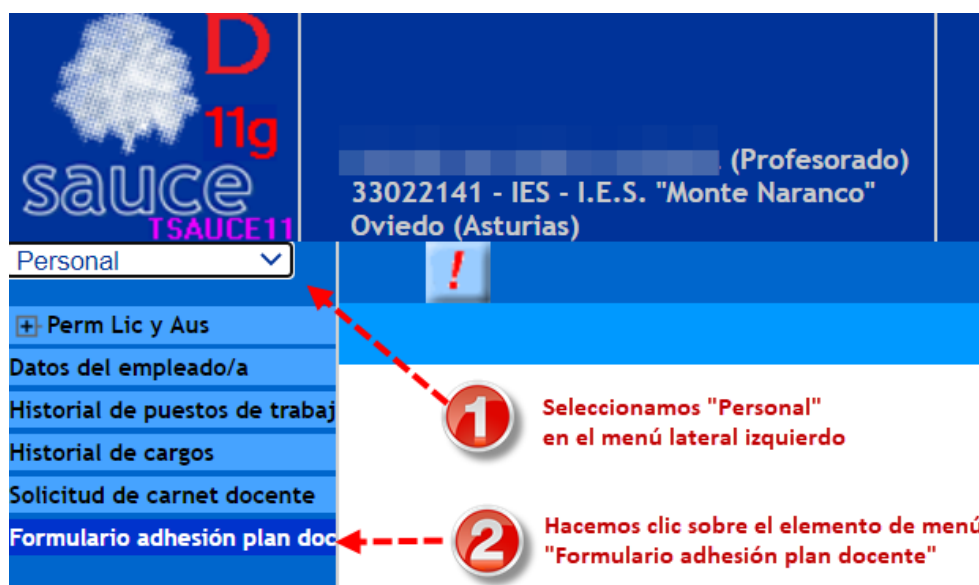 D
11g
sauce
TSAUCE11
(Profesorado)
33022141 - IES - I.E.S. "Monte Naranco"
Oviedo (Asturias)
Personal
!
Perm Lic y Aus
Datos del empleado/a
Historial de puestos de trabaj
Historial de cargos
Solicitud de carnet docente
Formulario adhesión plan doc
1
Seleccionamos "Personal"
en el menú lateral izquierdo
2
Hacemos clic sobre el elemento de menú
"Formulario adhesión plan docente"